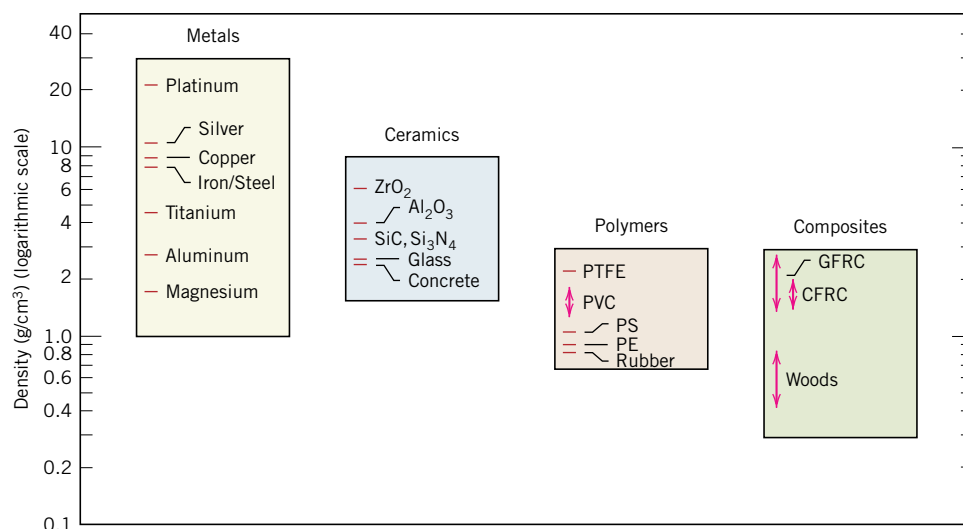 Density (g/cm³) (logarithmic scale)
40
20
10
8
6
4
2
1.0
0.8
0.6
0.4
0.2
0.1
Metals
Platinum
Silver
Copper
Iron/Steel
Titanium
Aluminum
Magnesium
Ceramics
ZrO₂
Al₂O₃
SiC, Si₃N₄
Glass
Concrete
Polymers
PTFE
PVC
PS
PE
Rubber
Composites
GFRC
CFRC
Woods